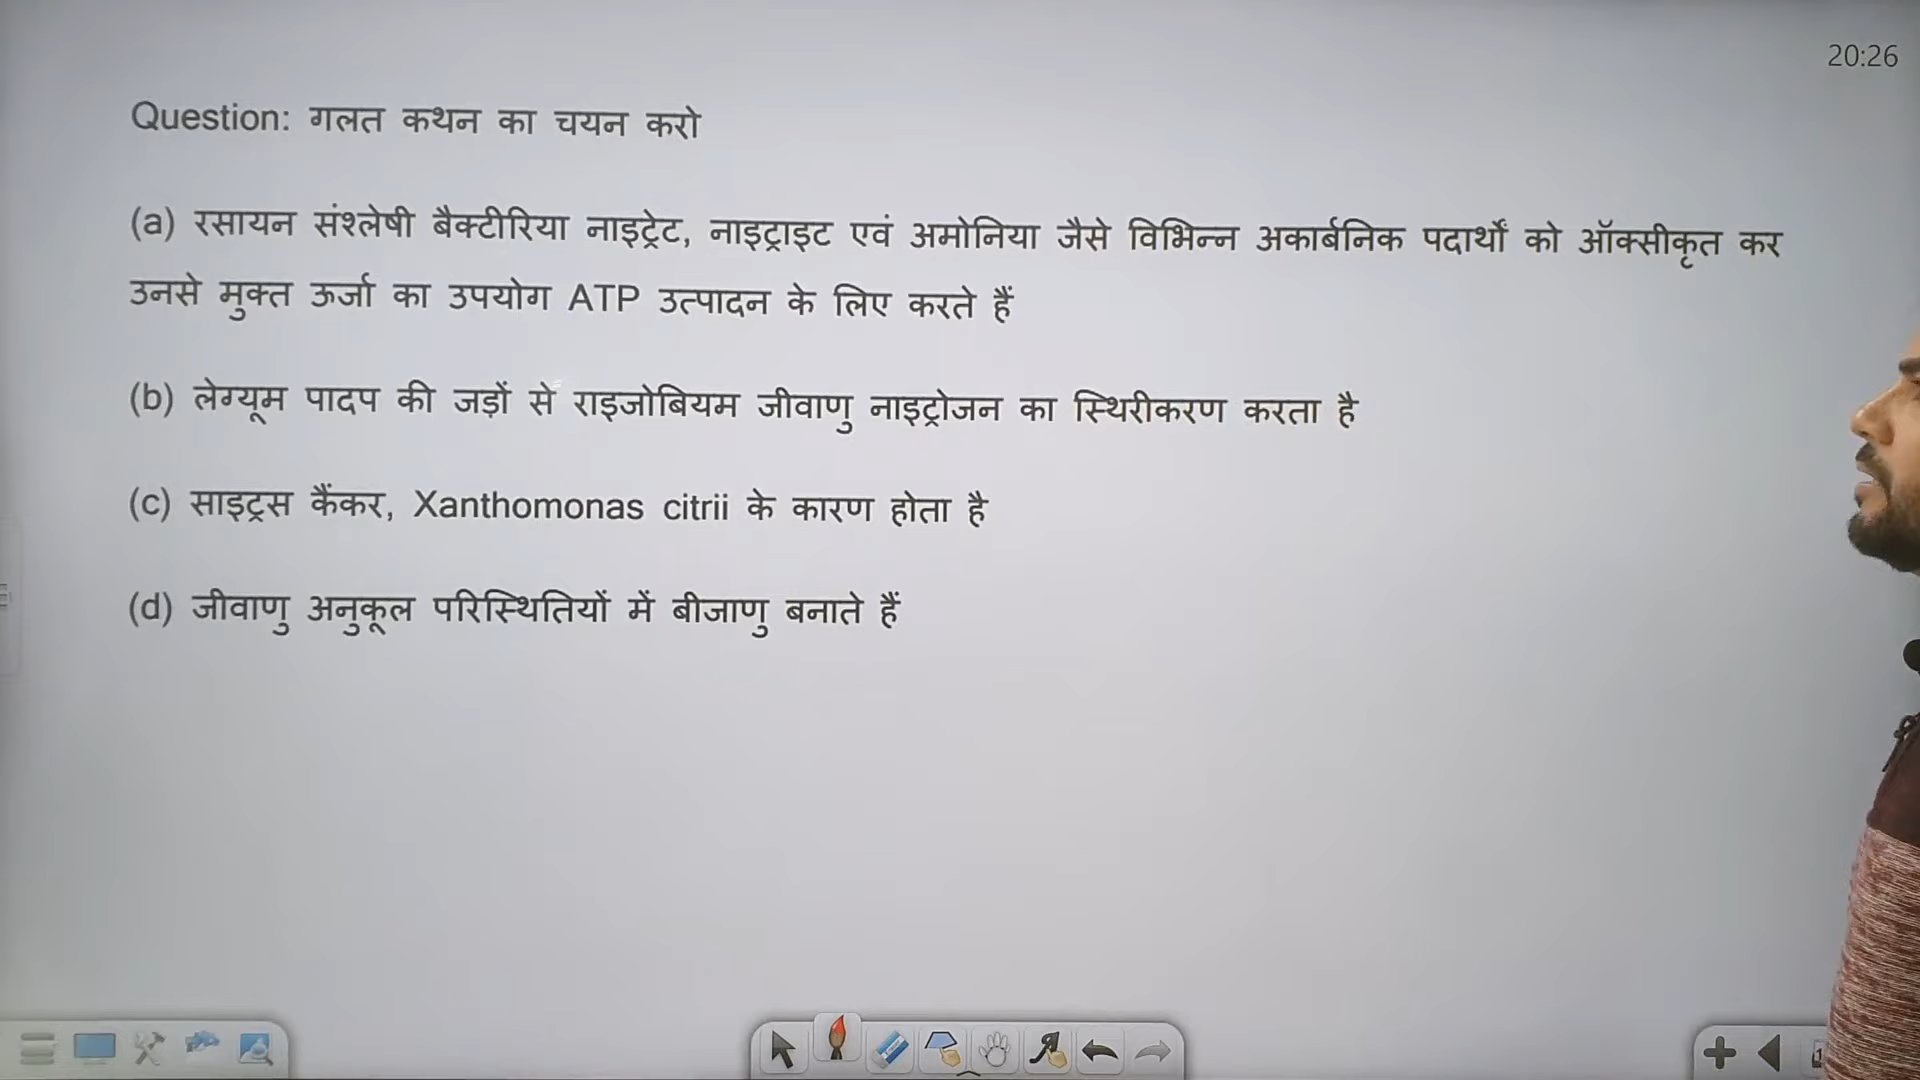 20:26
Question: गलत कथन का चयन करो
(a) रसायन संश्लेषी बैक्टीरिया नाइट्रेट, नाइट्राइट एवं अमोनिया जैसे विभिन्न अकार्बनिक पदार्थों को ऑक्सीकृत कर
उनसे मुक्त ऊर्जा का उपयोग ATP उत्पादन के लिए करते हैं
(b) लेग्यूम पादप की जड़ों से राइजोबियम जीवाणु नाइट्रोजन का स्थिरीकरण करता है
(c) साइट्रस कैंकर, Xanthomonas citrii के कारण होता है
(d) जीवाणु अनुकूल परिस्थितियों में बीजाणु बनाते हैं